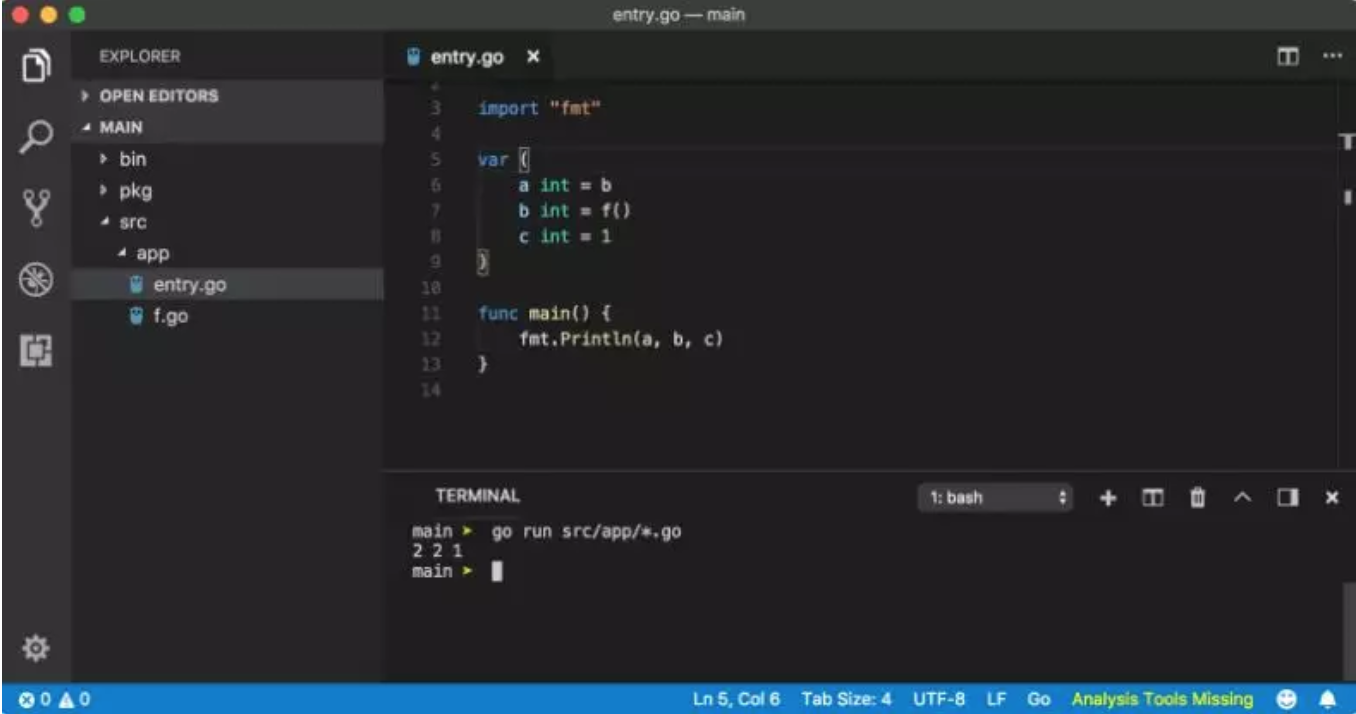 entry.go — main
EXPLORER
OPEN EDITORS
MAIN
bin
pkg
src
app
entry.go
f.go
entry.go ×
2
3 import "fmt"
4
5 var (
6 a int = b
7 b int = f()
8 c int = 1
9 )
10
11 func main() {
12 fmt.Println(a, b, c)
13 }
14
TERMINAL
1: bash
main ➤ go run src/app/*.go
2 2 1
main ➤
0 0
Ln 5, Col 6 Tab Size: 4 UTF-8 LF Go Analysis Tools Missing